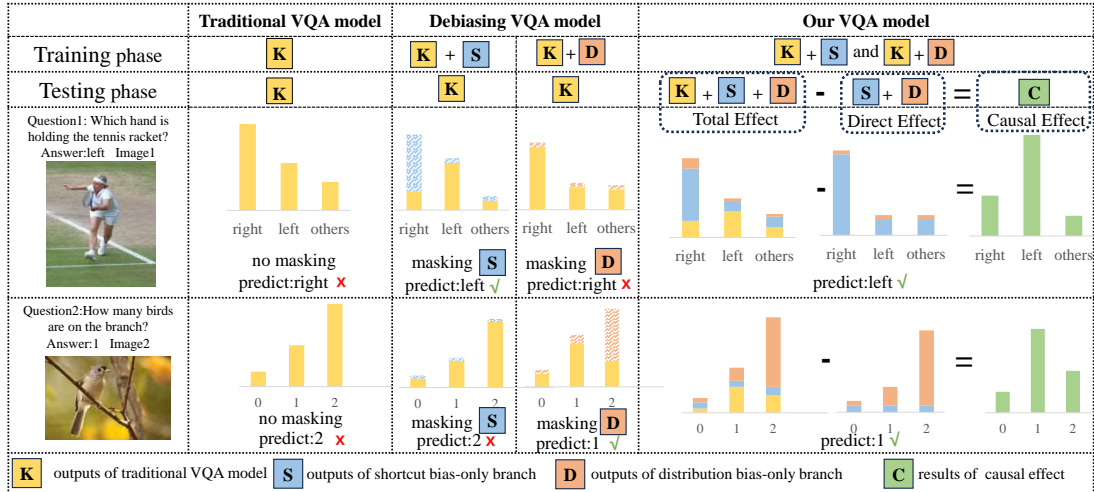 Traditional VQA model
Debiasing VQA model
Our VQA model
Training phase
K
K + S
K + D
K + S and K + D
Testing phase
K
K
K
K + S + D - S + D = C
Total Effect
Direct Effect
Causal Effect
Question1: Which hand is
holding the tennis racket?
Answer:left Image1
right left others
no masking
predict:right x
right left others
masking S
predict:left √
right left others
masking D
predict:right x
right left others
-
right left others
=
right left others
predict:left √
Question2:How many birds
are on the branch?
Answer:1 Image2
0 1 2
no masking
predict:2 x
0 1 2
masking S
predict:2 x
0 1 2
masking D
predict:1 √
0 1 2
-
0 1 2
=
0 1 2
predict:1 √
K outputs of traditional VQA model
S outputs of shortcut bias-only branch
D outputs of distribution bias-only branch
C results of causal effect